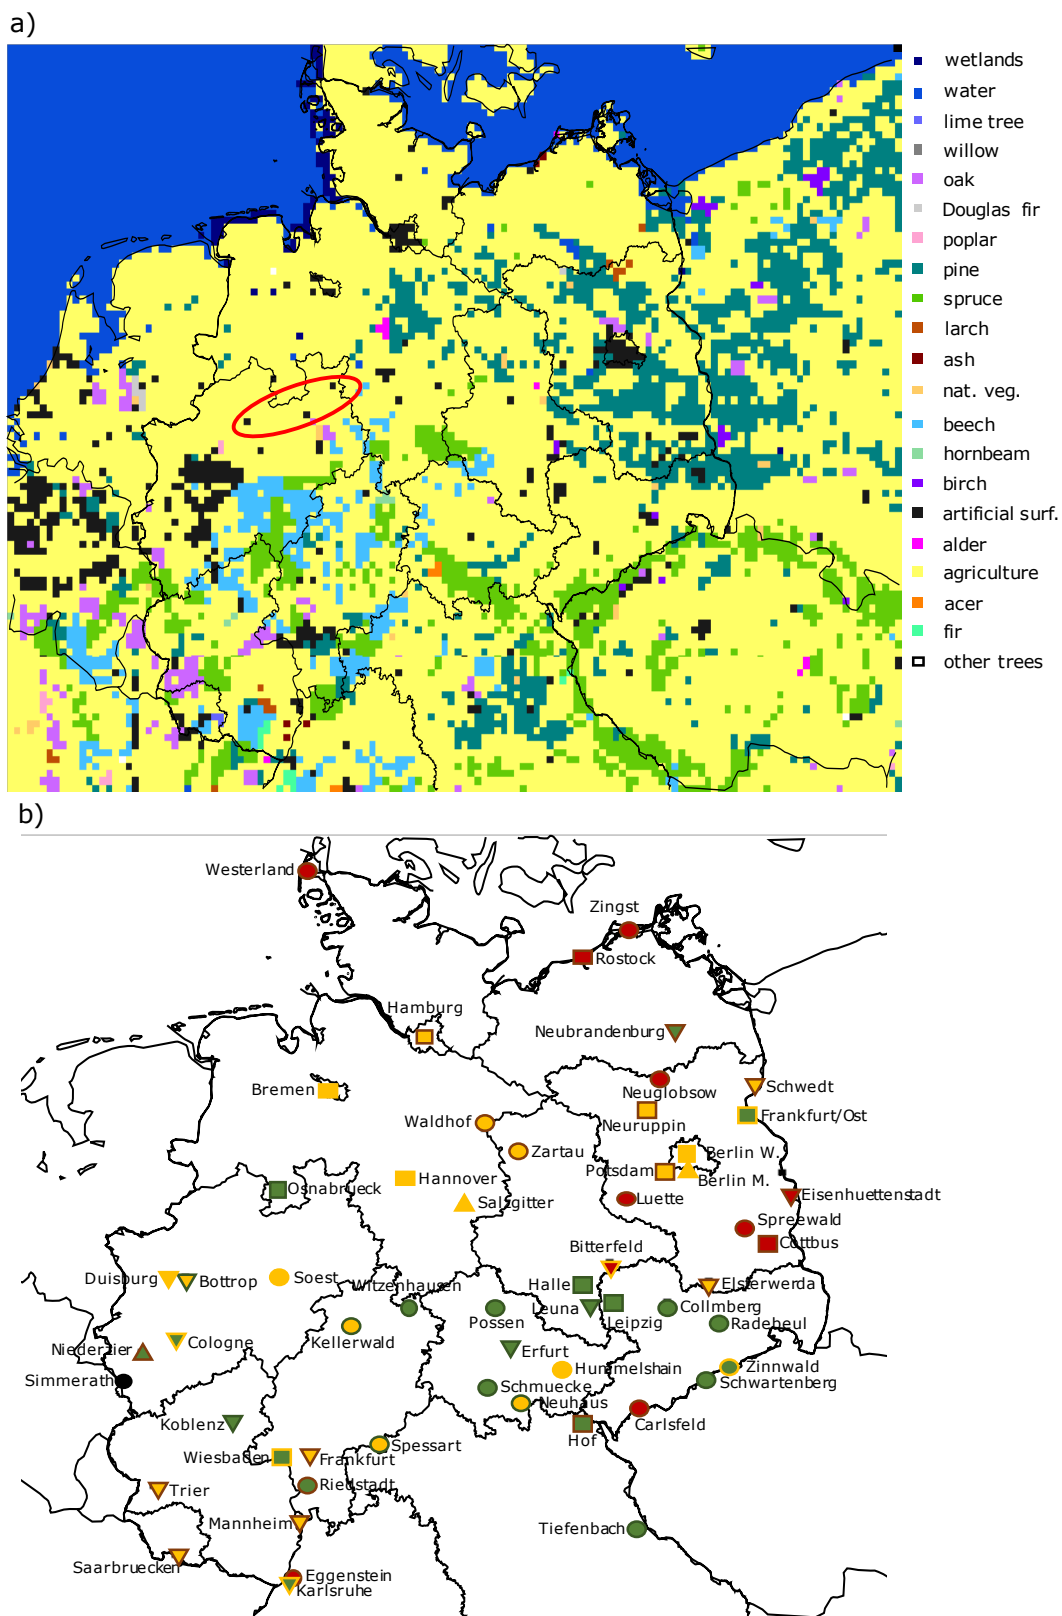 a)
wetlands
water
lime tree
willow
oak
Douglas fir
poplar
pine
spruce
larch
ash
nat. veg.
beech
hornbeam
birch
artificial surf.
alder
agriculture
acer
fir
other trees
b)
Westerland
Zingst
Rostock
Hamburg
Neubrandenburg
Bremen
Neuglobsow
Schwedt
Waldhof
Neuruppin
Frankfurt/Ost
Zartau
Berlin W.
Potsdam
Berlin M.
Hannover
Osnabrueck
Salzgitter
Luette
Eisenhuettenstadt
Spreewald
Cottbus
Bitterfeld
Duisburg
Bottrop
Soest
Witzenhausen
Halle
Elsterwerda
Leuna
Possen
Leipzig
Collmberg
Radebeul
Kellerwald
Cologne
Niederzier
Erfurt
Hummelshain
Zinnwald
Simmerath
Schmuecke
Schwartenberg
Neuhaus
Carlsfeld
Koblenz
Hof
Spessart
Wiesbaden
Frankfurt
Riedstadt
Trier
Mannheim
Tiefenbach
Saarbruecken
Eggenstein
Karlsruhe